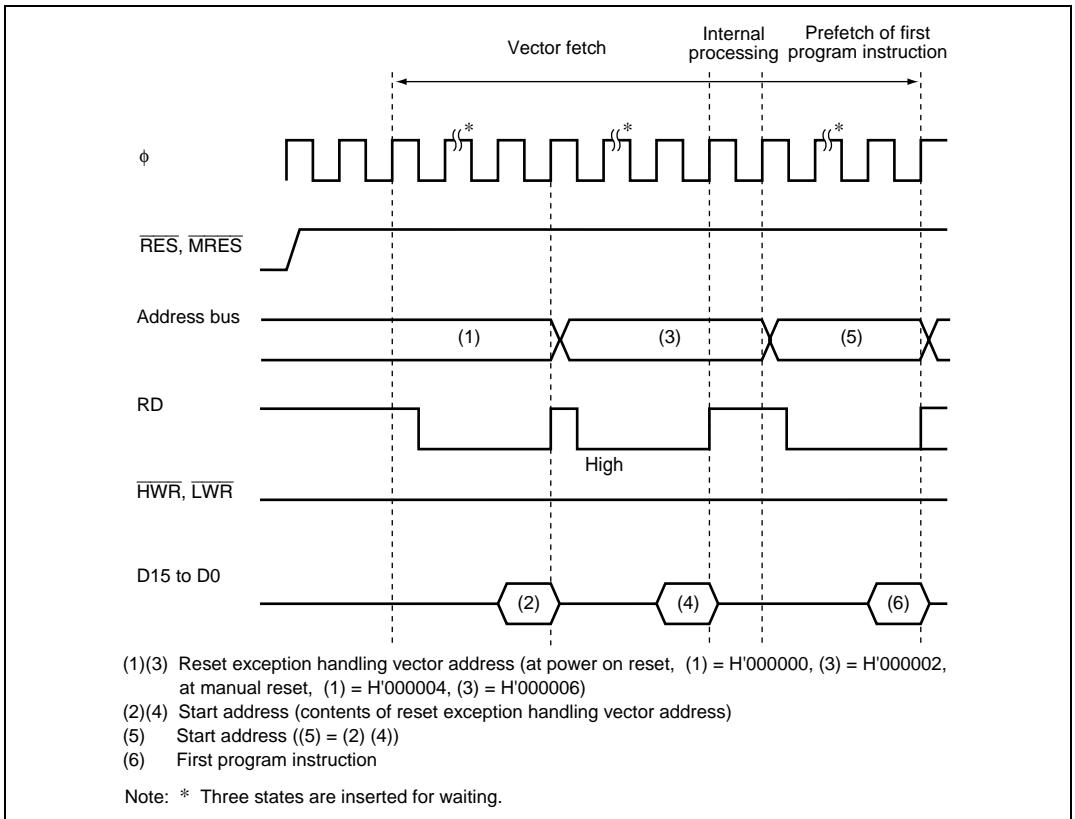 Vector fetch
Internal processing
Prefetch of first program instruction
*
*
*
ϕ
RES, MRES
Address bus
(1)
(3)
(5)
RD
High
HWR, LWR
D15 to D0
(2)
(4)
(6)
(1)(3) Reset exception handling vector address (at power on reset, (1) = H'000000, (3) = H'000002,
at manual reset, (1) = H'000004, (3) = H'000006)
(2)(4) Start address (contents of reset exception handling vector address)
(5) Start address ((5) = (2) (4))
(6) First program instruction
Note: * Three states are inserted for waiting.